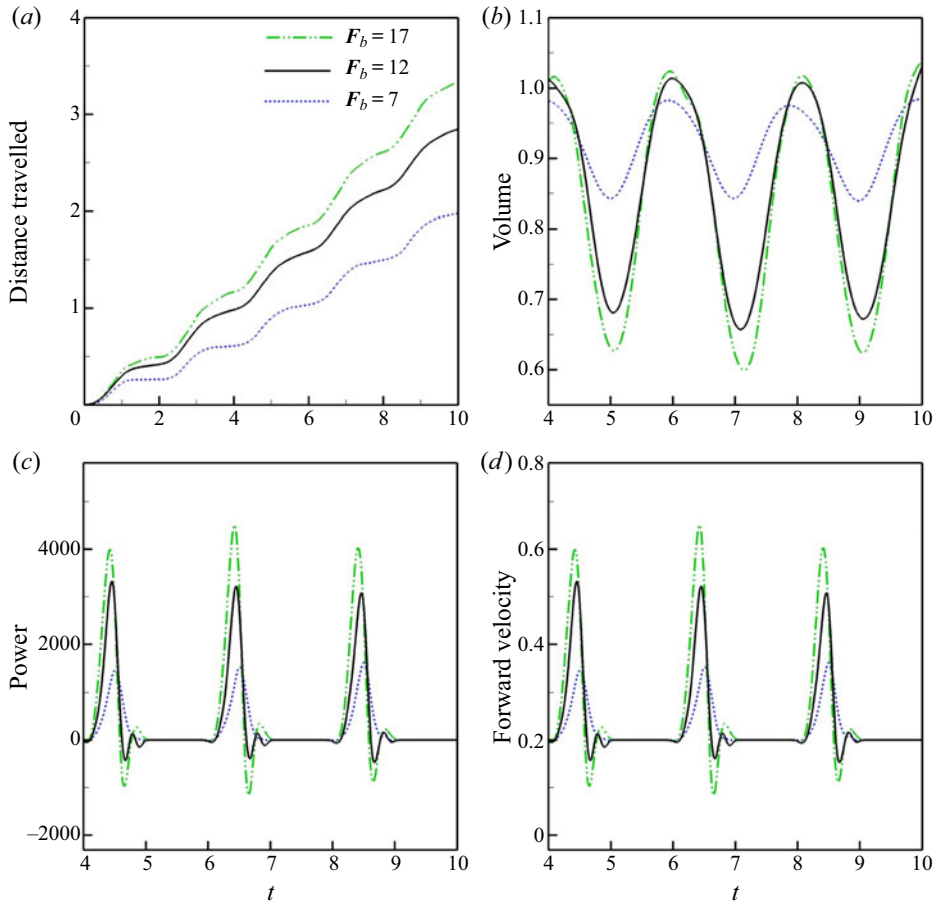 (a)
4
3
2
1
0 2 4 6 8 10
Distance travelled
F_b = 17
F_b = 12
F_b = 7
(b)
1.1
1.0
0.9
0.8
0.7
0.6
4 5 6 7 8 9 10
Volume
(c)
4000
2000
0
–2000
4 5 6 7 8 9 10
Power
t
(d)
0.8
0.6
0.4
0.2
0
4 5 6 7 8 9 10
Forward velocity
t